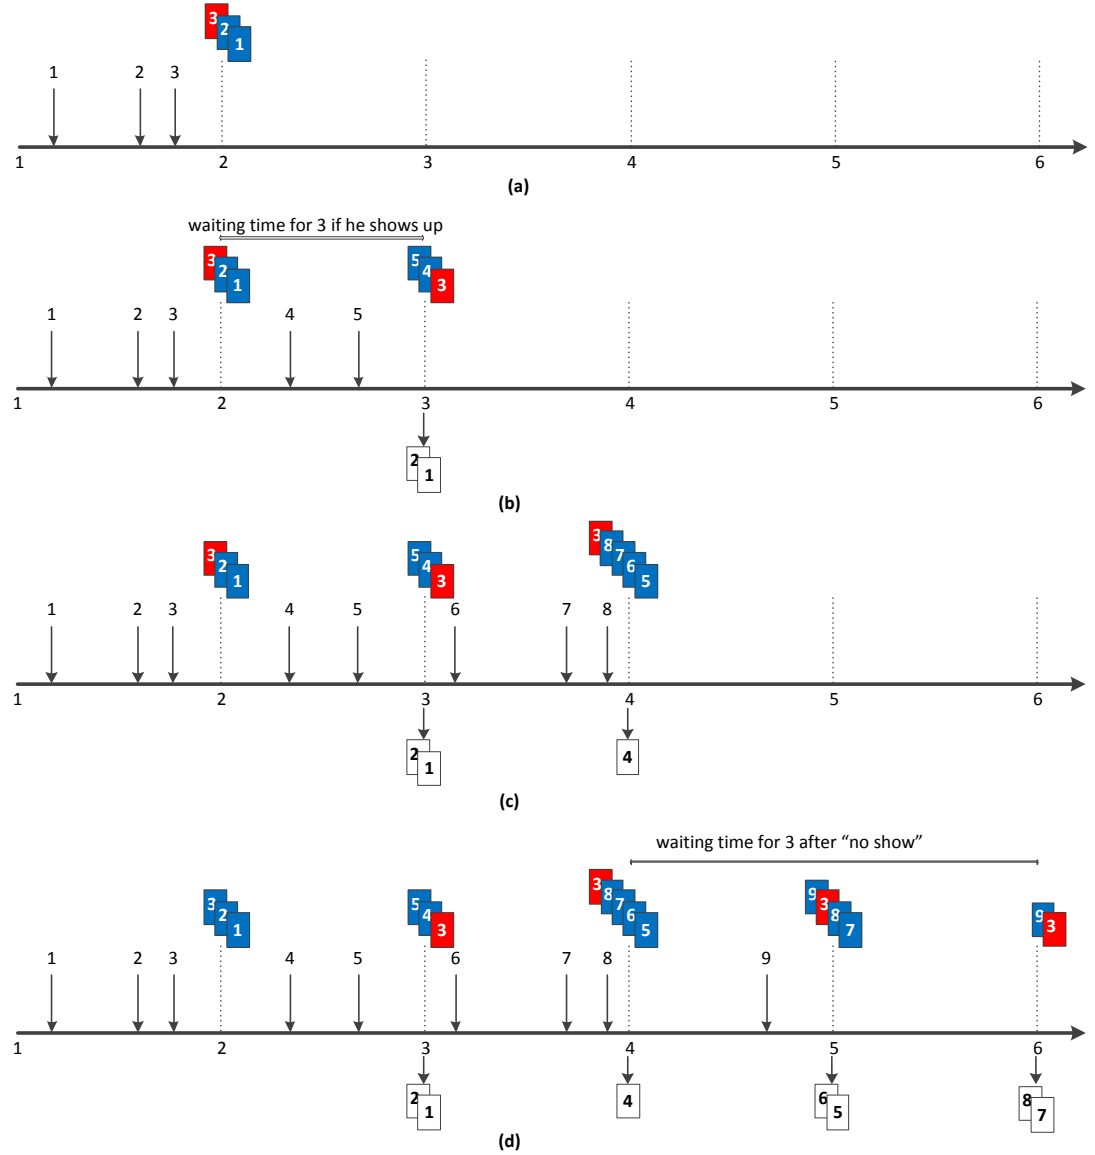 3 2 1
1 2 3
1 2 3 4 5 6
(a)
waiting time for 3 if he shows up
3 2 1 5 4 3
1 2 3 4 5
1 2 3 4 5 6
2 1
(b)
3 2 1 5 4 3 3 8 7 6 5
1 2 3 4 5 6 7 8
1 2 3 4 5 6
2 1 4
(c)
waiting time for 3 after “no show”
3 2 1 5 4 3 3 8 7 6 5 9 3 8 7 9 3
1 2 3 4 5 6 7 8 9
1 2 3 4 5 6
2 1 4 6 5 8 7
(d)